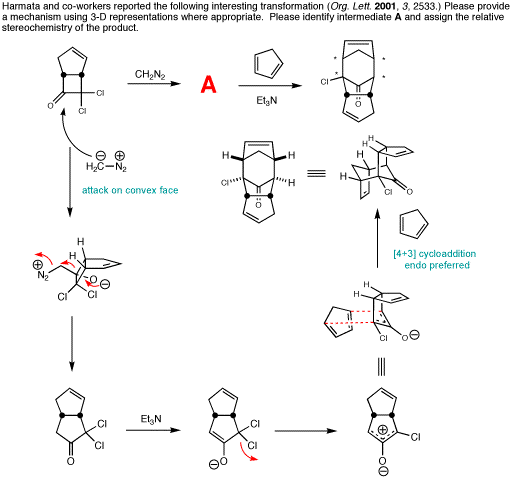 Harmata and co-workers reported the following interesting transformation (Org. Lett. 2001, 3, 2533.) Please provide
a mechanism using 3-D representations where appropriate. Please identify intermediate A and assign the relative
stereochemistry of the product.
CH2N2
A
Et3N
O
Cl
Cl
Cl
O
*
*
*
*
H2C–N2
⊖ ⊕
attack on convex face
H
H
Cl
H
O
H
H
Cl
O
[4+3] cycloaddition
endo preferred
H
H
⊕
N2
O
⊖
Cl
Cl
H
H
Cl
O
⊖
Cl
Cl
O
Et3N
Cl
Cl
O
⊖
⊕
Cl
O
⊖